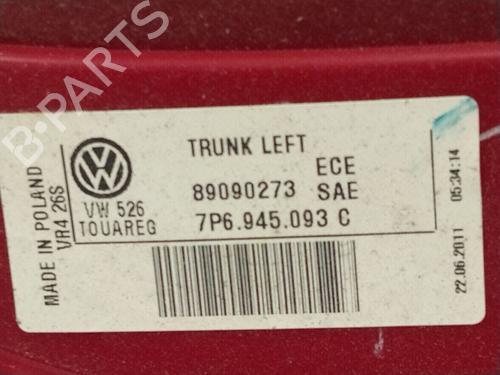 B-PARTS
MADE IN POLAND
VR4 26S
VW
VW 526
TOUAREG
TRUNK LEFT
ECE
89090273 SAE
7P6.945.093 C
05:34:14
22.06.2011